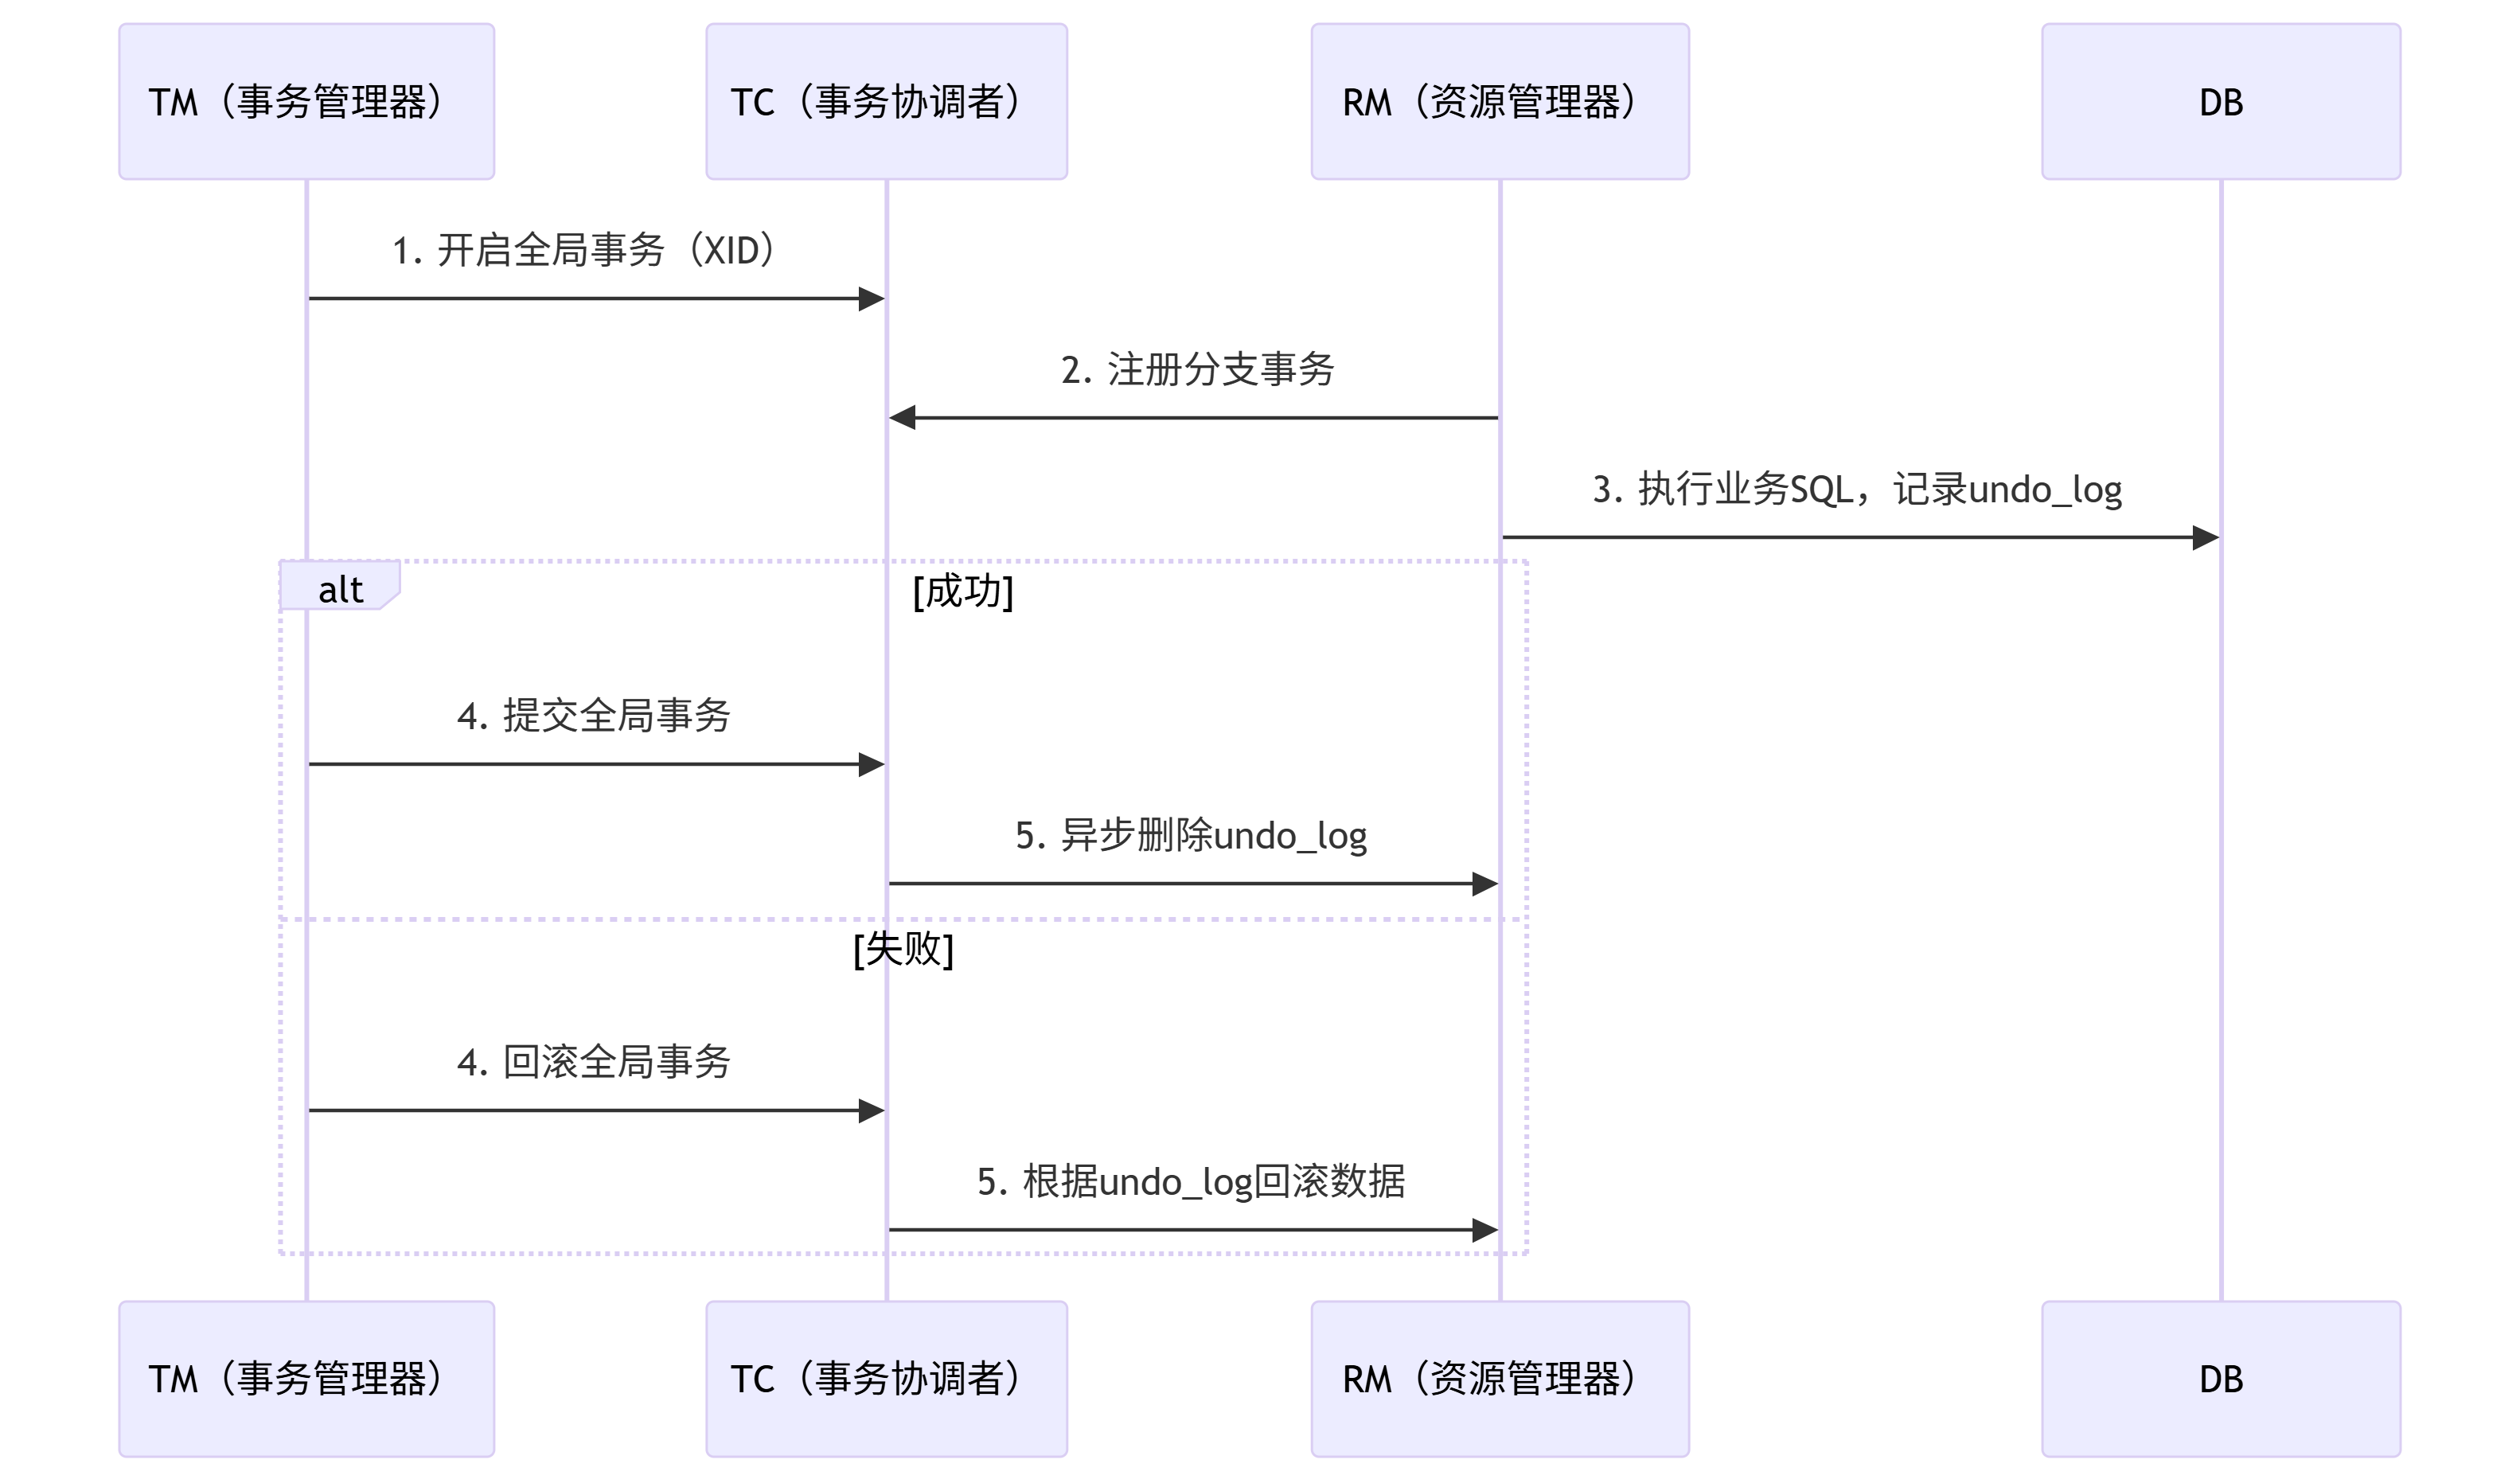 TM（事务管理器）
TC（事务协调者）
RM（资源管理器）
DB
1. 开启全局事务（XID）
2. 注册分支事务
3. 执行业务SQL，记录undo_log
alt
[成功]
4. 提交全局事务
5. 异步删除undo_log
[失败]
4. 回滚全局事务
5. 根据undo_log回滚数据
TM（事务管理器）
TC（事务协调者）
RM（资源管理器）
DB